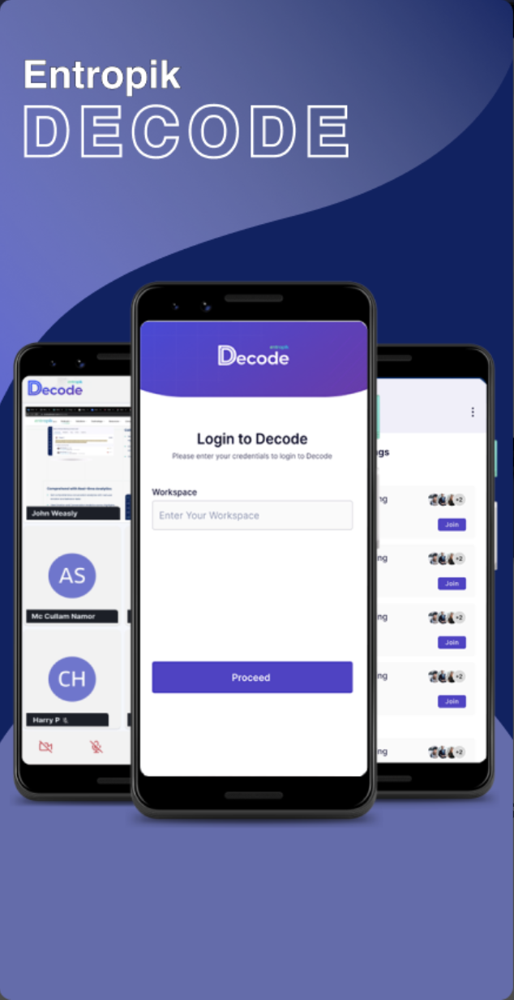 Entropik
DECODE
entropik
Decode
John Weasly
AS
Mc Cullam Namor
CH
Harry P
entropik
Decode
Login to Decode
Please enter your credentials to login to Decode
Workspace
Enter Your Workspace
Proceed
gs
ng
+2
Join
ng
+2
Join
ng
+2
Join
ng
+2
Join
ng
+2